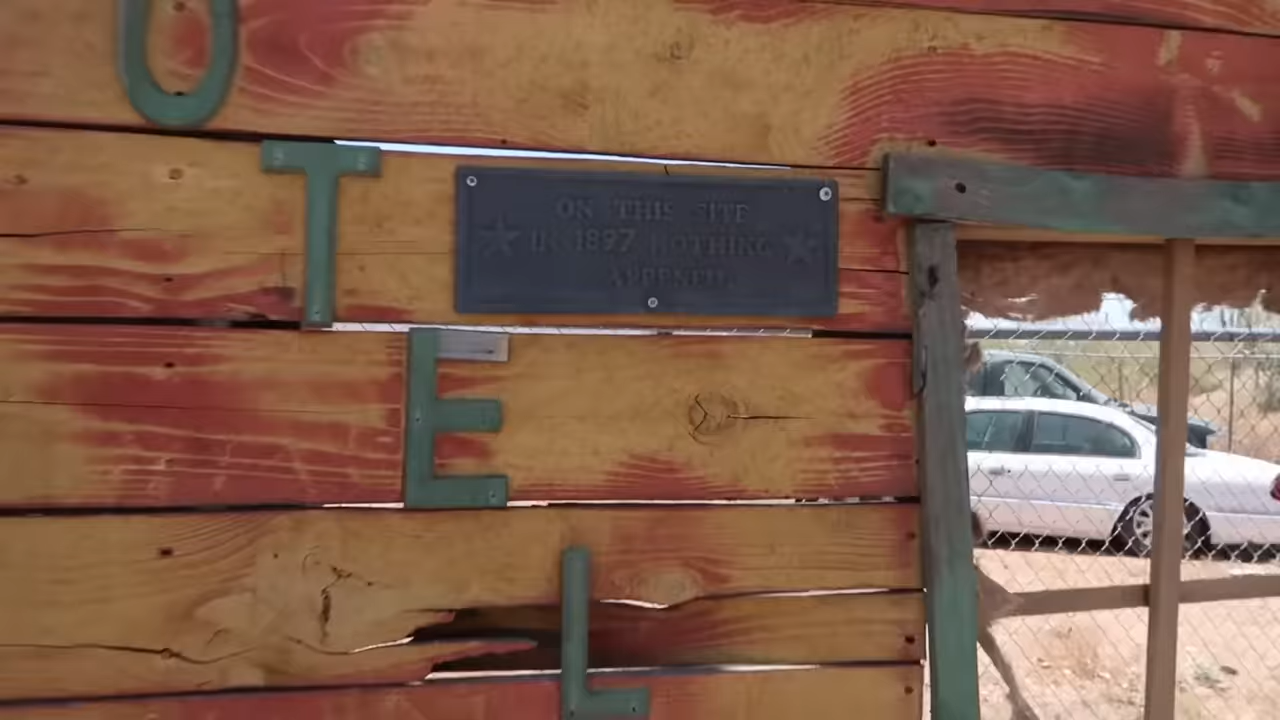 O
T
ON THIS SITE
IN 1897 NOTHING
HAPPENED.
E
L